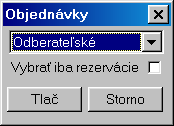 Objednávky
Odberateľské
Vybrať iba rezervácie
Tlač
Storno